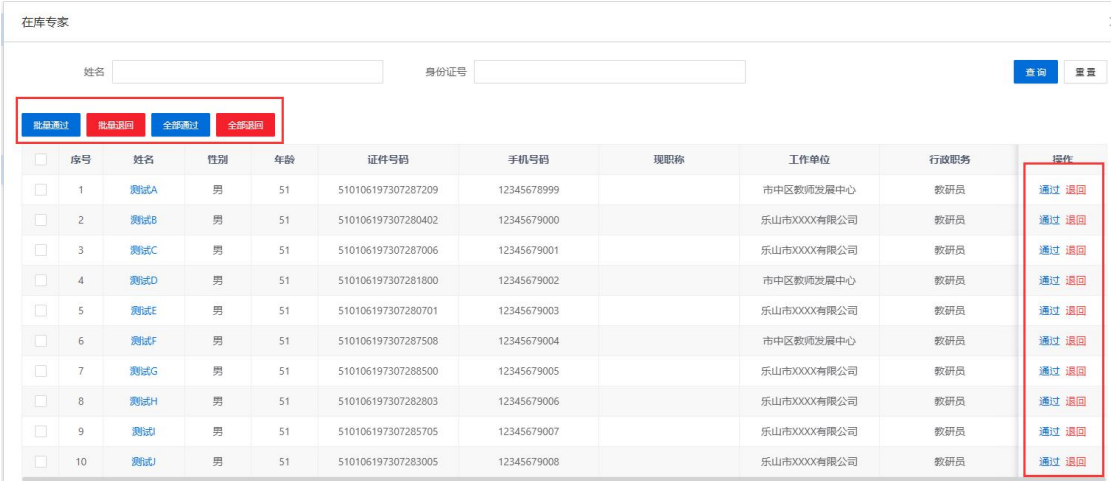 在库专家
姓名 身份证号 查询 重置
批量通过 批量退回 全部通过 全部退回
序号 姓名 性别 年龄 证件号码 手机号码 现职称 工作单位 行政职务 操作
1 测试A 男 51 510106197307287209 12345678999 市中区教师发展中心 教研员 通过 退回
2 测试B 男 51 510106197307280402 12345679000 乐山市XXXX有限公司 教研员 通过 退回
3 测试C 男 51 510106197307287006 12345679001 乐山市XXXX有限公司 教研员 通过 退回
4 测试D 男 51 510106197307281800 12345679002 市中区教师发展中心 教研员 通过 退回
5 测试E 男 51 510106197307280701 12345679003 乐山市XXXX有限公司 教研员 通过 退回
6 测试F 男 51 510106197307287508 12345679004 市中区教师发展中心 教研员 通过 退回
7 测试G 男 51 510106197307288500 12345679005 乐山市XXXX有限公司 教研员 通过 退回
8 测试H 男 51 510106197307282803 12345679006 乐山市XXXX有限公司 教研员 通过 退回
9 测试I 男 51 510106197307285705 12345679007 乐山市XXXX有限公司 教研员 通过 退回
10 测试J 男 51 510106197307283005 12345679008 乐山市XXXX有限公司 教研员 通过 退回